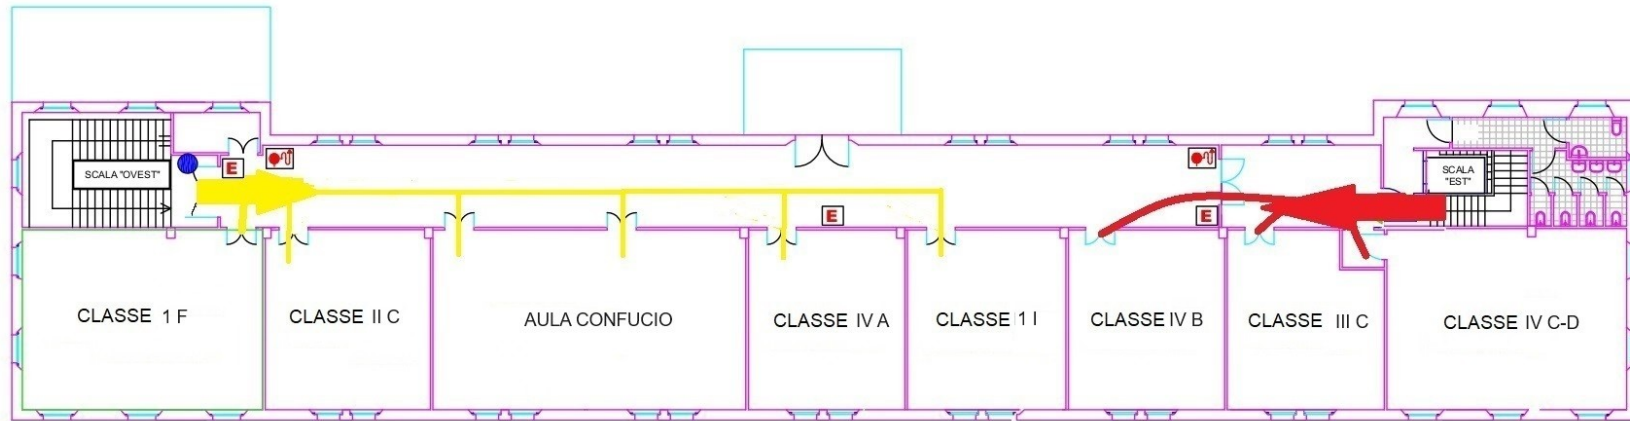 SCALA "OVEST"
E
E
E
SCALA
"EST"
CLASSE 1 F
CLASSE II C
AULA CONFUCIO
CLASSE IV A
CLASSE 1 I
CLASSE IV B
CLASSE III C
CLASSE IV C-D